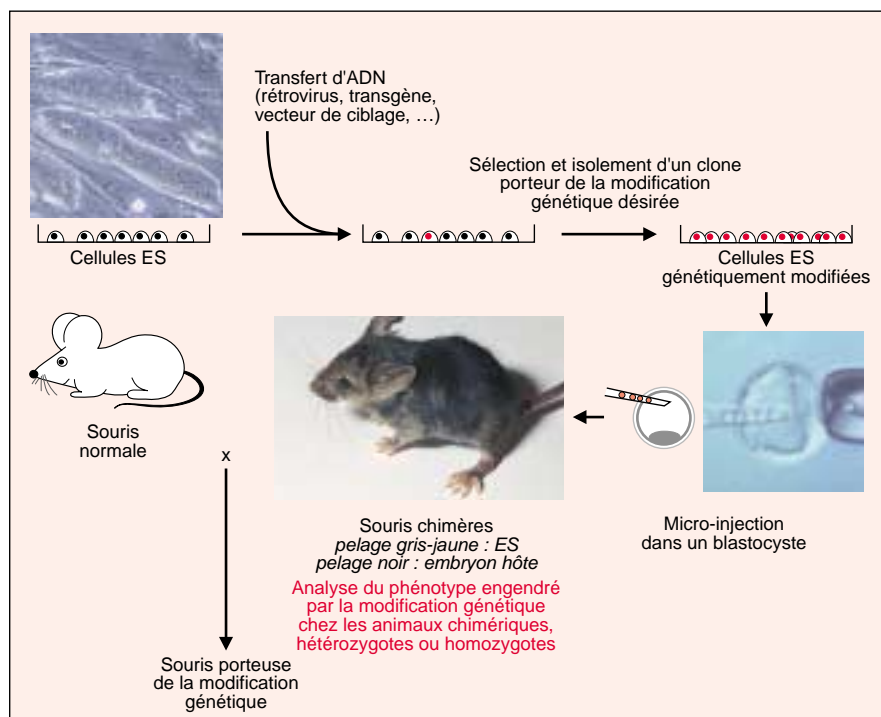 Transfert d'ADN
(rétrovirus, transgène,
vecteur de ciblage, …)
Sélection et isolement d'un clone
porteur de la modification
génétique désirée
Cellules ES
Cellules ES
génétiquement modifiées
Souris
normale
x
Souris chimères
pelage gris-jaune : ES
pelage noir : embryon hôte
Analyse du phénotype engendré
par la modification génétique
chez les animaux chimériques,
hétérozygotes ou homozygotes
Micro-injection
dans un blastocyste
Souris porteuse
de la modification
génétique